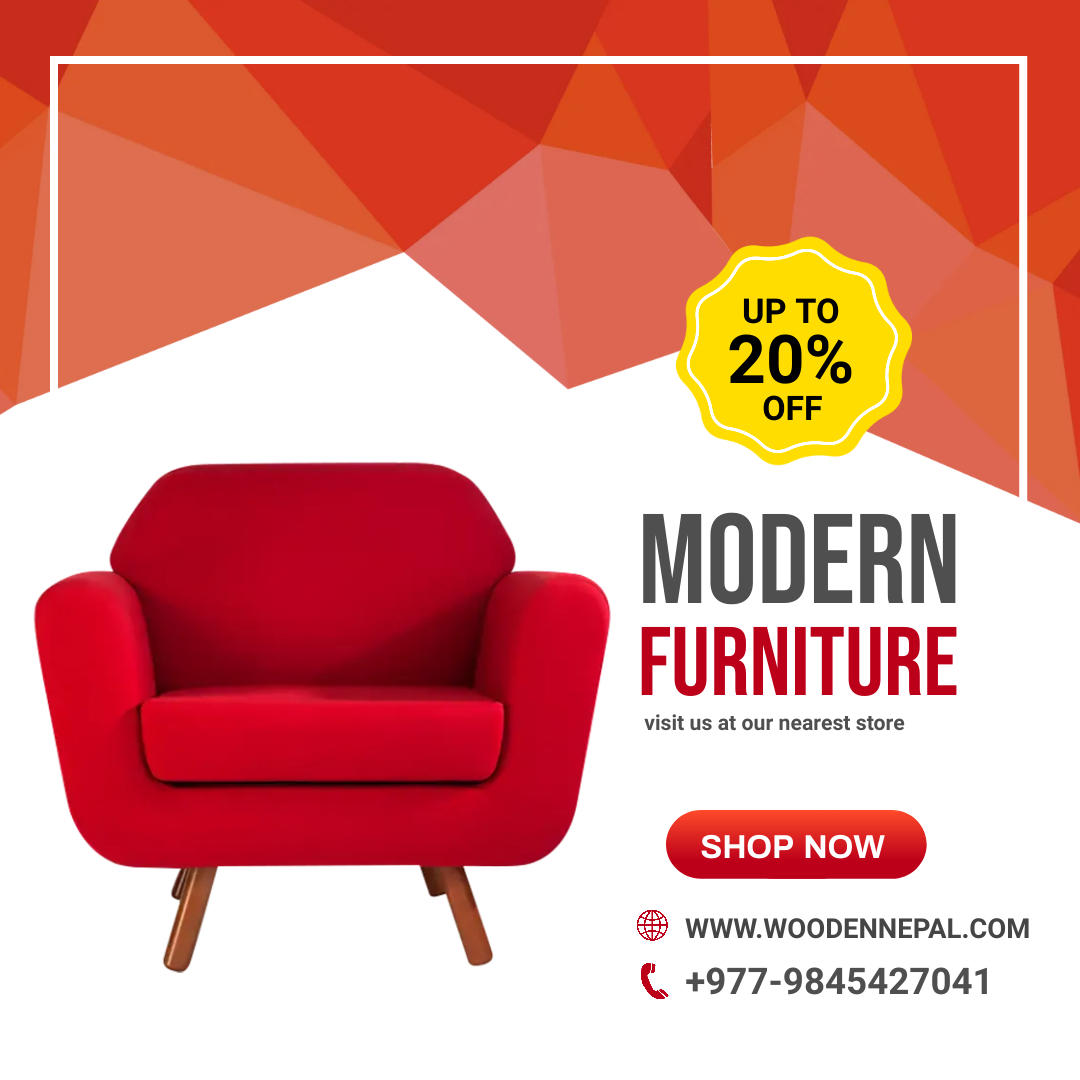 UP TO
20%
OFF
MODERN
FURNITURE
visit us at our nearest store
SHOP NOW
WWW.WOODENNEPAL.COM
+977-9845427041